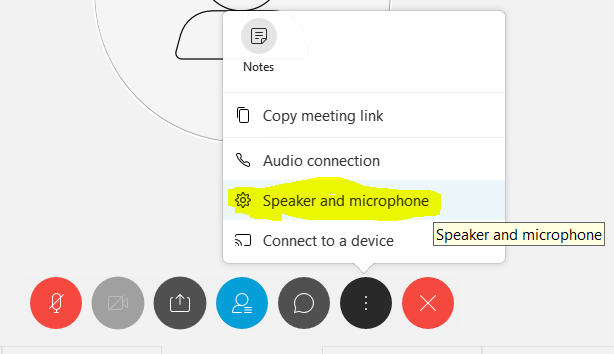 Notes
Copy meeting link
Audio connection
Speaker and microphone
Speaker and microphone
Connect to a device